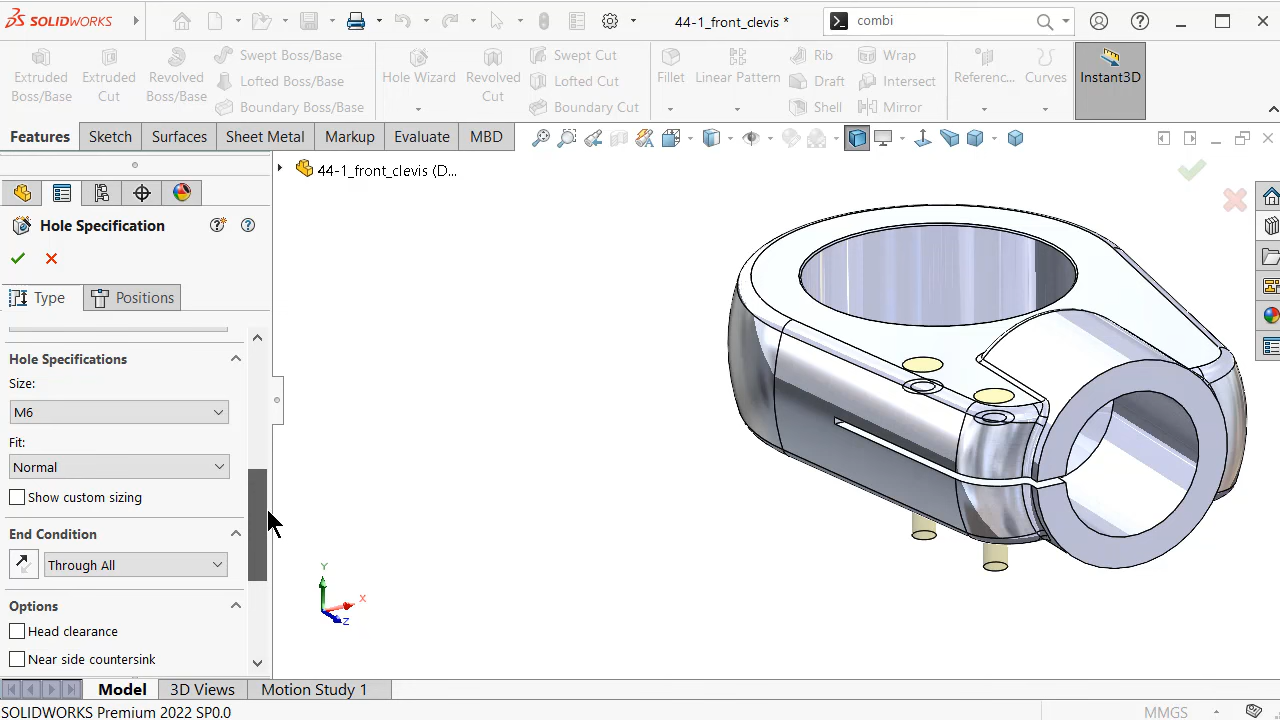 SOLIDWORKS
44-1_front_clevis *
combi
Extruded Boss/Base
Extruded Cut
Revolved Boss/Base
Swept Boss/Base
Lofted Boss/Base
Boundary Boss/Base
Hole Wizard
Revolved Cut
Swept Cut
Lofted Cut
Boundary Cut
Fillet
Linear Pattern
Rib
Draft
Shell
Wrap
Intersect
Mirror
Referenc...
Curves
Instant3D
Features
Sketch
Surfaces
Sheet Metal
Markup
Evaluate
MBD
44-1_front_clevis (D...
Hole Specification
Type
Positions
Hole Specifications
Size:
M6
Fit:
Normal
Show custom sizing
End Condition
Through All
Options
Head clearance
Near side countersink
Y
X
Z
Model
3D Views
Motion Study 1
SOLIDWORKS Premium 2022 SP0.0
MMGS